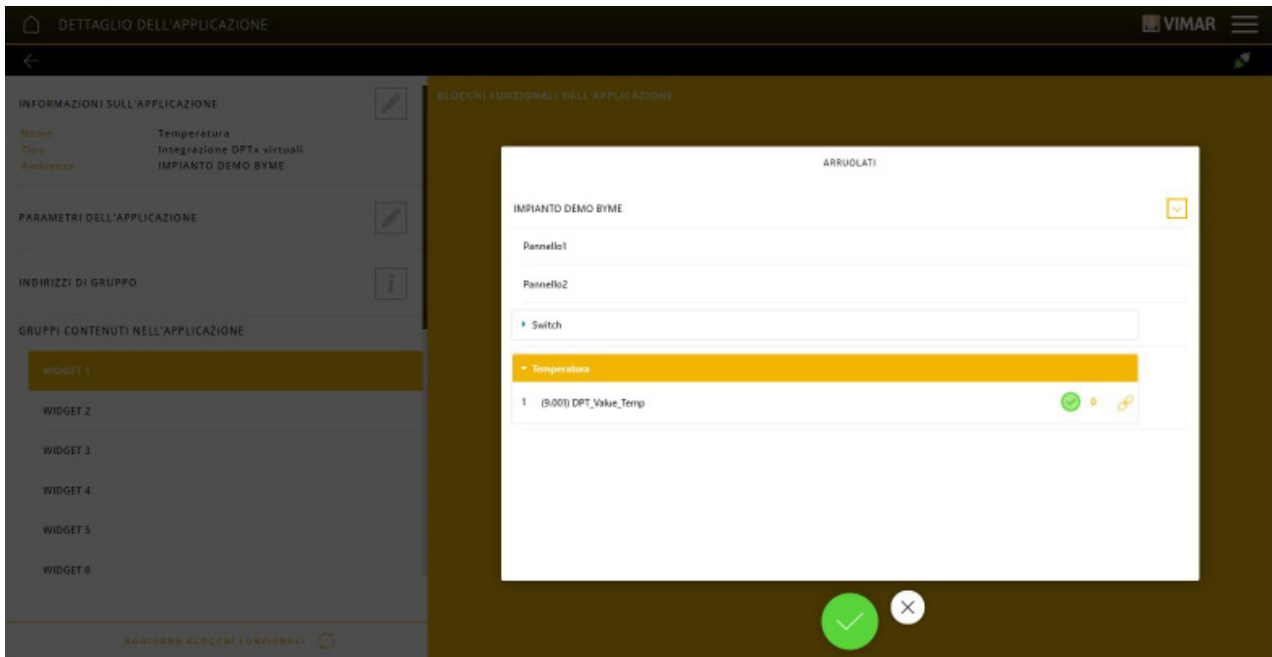 DETTAGLIO DELL'APPLICAZIONE
VIMAR
INFORMAZIONI SULL'APPLICAZIONE
Nome Temperatura
Tipo Integrazione DPTx virtuali
Ambiente IMPIANTO DEMO BYME
PARAMETRI DELL'APPLICAZIONE
INDIRIZZI DI GRUPPO
GRUPPI CONTENUTI NELL'APPLICAZIONE
WIDGET 1
WIDGET 2
WIDGET 3
WIDGET 4
WIDGET 5
WIDGET 6
AGGIORNA BLOCCHI FUNZIONALI
BLOCCHI FUNZIONALI DELL'APPLICAZIONE
ARRUOLATI
IMPIANTO DEMO BYME
Pannello1
Pannello2
Switch
Temperatura
1 (9.001) DPT_Value_Temp